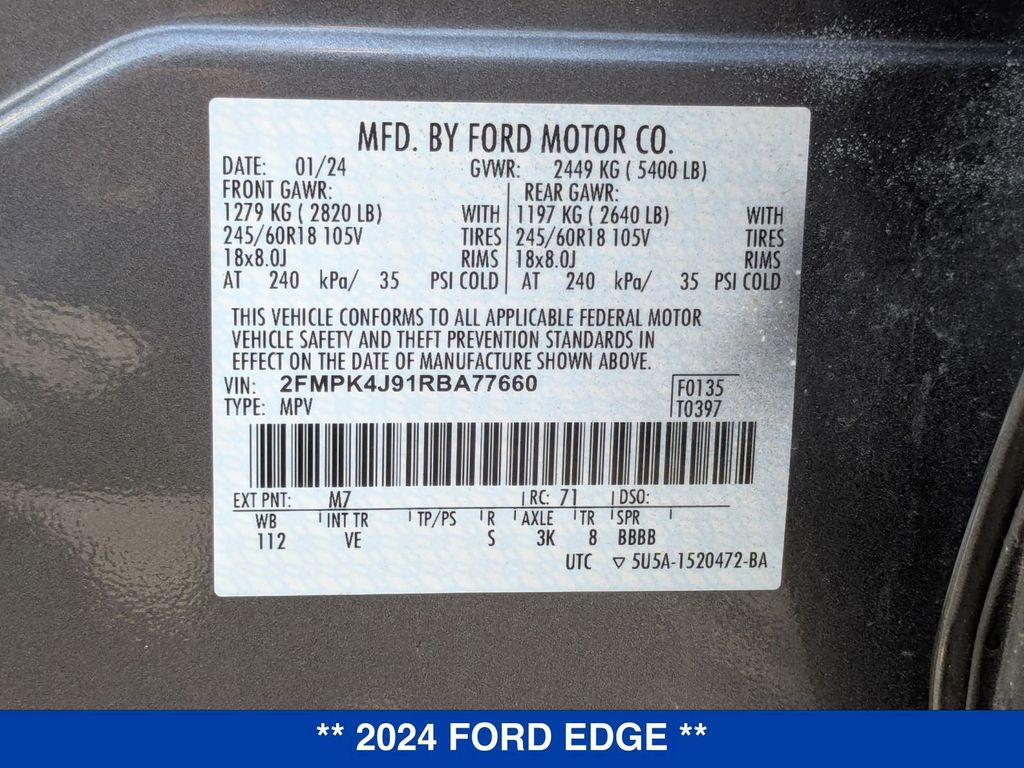 MFD. BY FORD MOTOR CO.
DATE: 01/24 GVWR: 2449 KG ( 5400 LB)
FRONT GAWR: REAR GAWR:
1279 KG ( 2820 LB) WITH 1197 KG ( 2640 LB) WITH
245/60R18 105V TIRES 245/60R18 105V TIRES
18x8.0J RIMS 18x8.0J RIMS
AT 240 kPa/ 35 PSI COLD AT 240 kPa/ 35 PSI COLD
THIS VEHICLE CONFORMS TO ALL APPLICABLE FEDERAL MOTOR
VEHICLE SAFETY AND THEFT PREVENTION STANDARDS IN
EFFECT ON THE DATE OF MANUFACTURE SHOWN ABOVE.
VIN: 2FMPK4J91RBA77660 F0135
TYPE: MPV T0397
EXT PNT: M7 RC: 71 DSO:
WB INT TR TP/PS R AXLE TR SPR
112 VE S 3K 8 BBBB
UTC ▽ 5U5A-1520472-BA
** 2024 FORD EDGE **